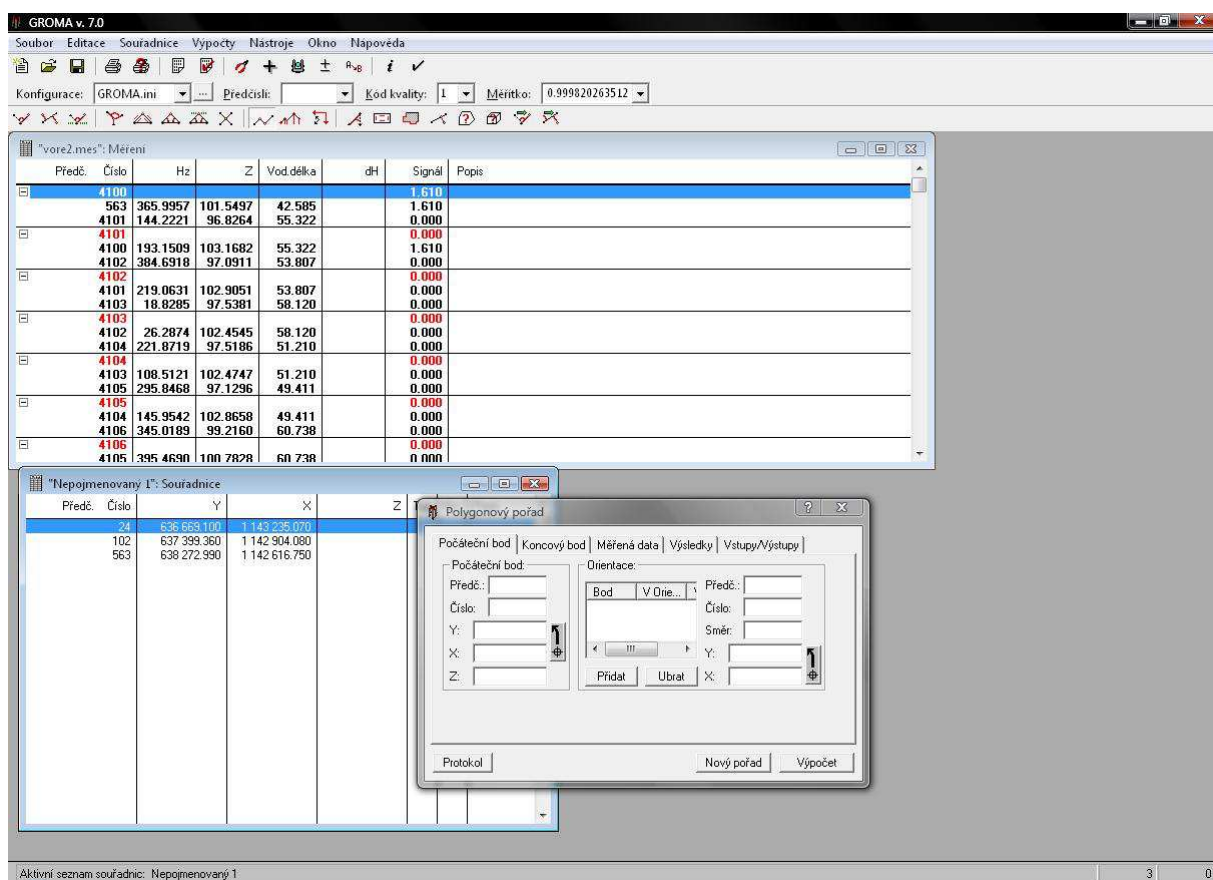 GROMA v. 7.0
Soubor Editace Souřadnice Výpočty Nástroje Okno Nápověda
Konfigurace: GROMA.ini ... Předčíslí: Kód kvality: 1 Měřítko: 0.999820263512
"vore2.mes": Měření
Předč. Číslo Hz Z Vod.délka dH Signál Popis
4100 1.610
563 365.9957 101.5497 42.585 1.610
4101 144.2221 96.8264 55.322 0.000
4101 0.000
4100 193.1509 103.1682 55.322 1.610
4102 384.6918 97.0911 53.807 0.000
4102 0.000
4101 219.0631 102.9051 53.807 0.000
4103 18.8285 97.5381 58.120 0.000
4103 0.000
4102 26.2874 102.4545 58.120 0.000
4104 221.8719 97.5186 51.210 0.000
4104 0.000
4103 108.5121 102.4747 51.210 0.000
4105 295.8468 97.1296 49.411 0.000
4105 0.000
4104 145.9542 102.8658 49.411 0.000
4106 345.0189 99.2160 60.738 0.000
4106 0.000
4105 395.4690 100.7828 60.738 0.000
"Nepojmenovaný 1": Souřadnice
Předč. Číslo Y X Z
24 636 669.100 1 143 235.070
102 637 399.360 1 142 904.080
563 638 272.990 1 142 616.750
Polygonový pořad
Počáteční bod Koncový bod Měřená data Výsledky Vstupy/Výstupy
Počáteční bod:
Předč.:
Číslo:
Y:
X:
Z:
Orientace:
Bod V Orie...
Přidat Ubrat
Předč.:
Číslo:
Směr:
Y:
X:
Protokol Nový pořad Výpočet
Aktivní seznam souřadnic: Nepojmenovaný 1 3 0